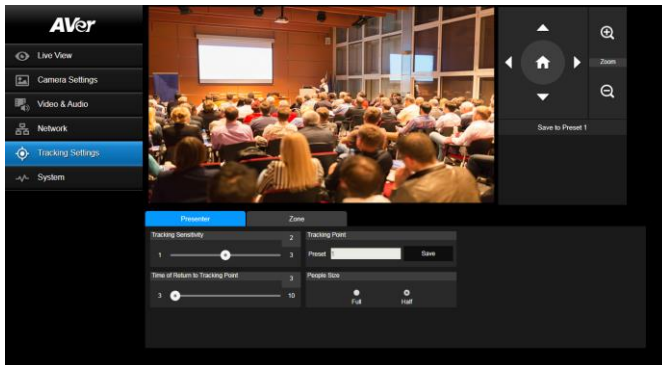 AVer
Live View
Camera Settings
Video & Audio
Network
Tracking Settings
System
Zoom
Save to Preset 1
Presenter
Zone
Tracking Sensitivity
2
1
3
Tracking Point
Preset 1 Save
Time of Return to Tracking Point
3
3
10
People Size
Full
Half